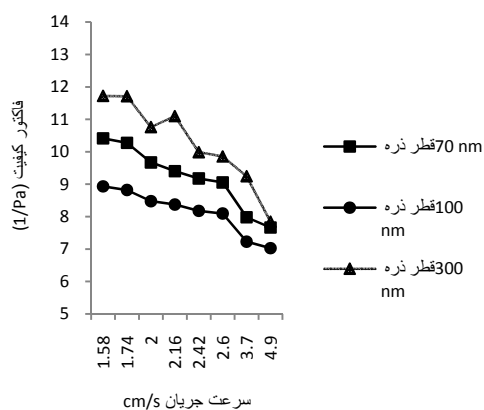 14
13
12
11
10
9
8
7
6
5
فاکتور کیفیت (1/Pa)
1.58
1.74
2
2.16
2.42
2.6
3.7
4.9
سرعت جریان cm/s
قطر ذره 70 nm
قطر ذره 100
nm
قطر ذره 300
nm